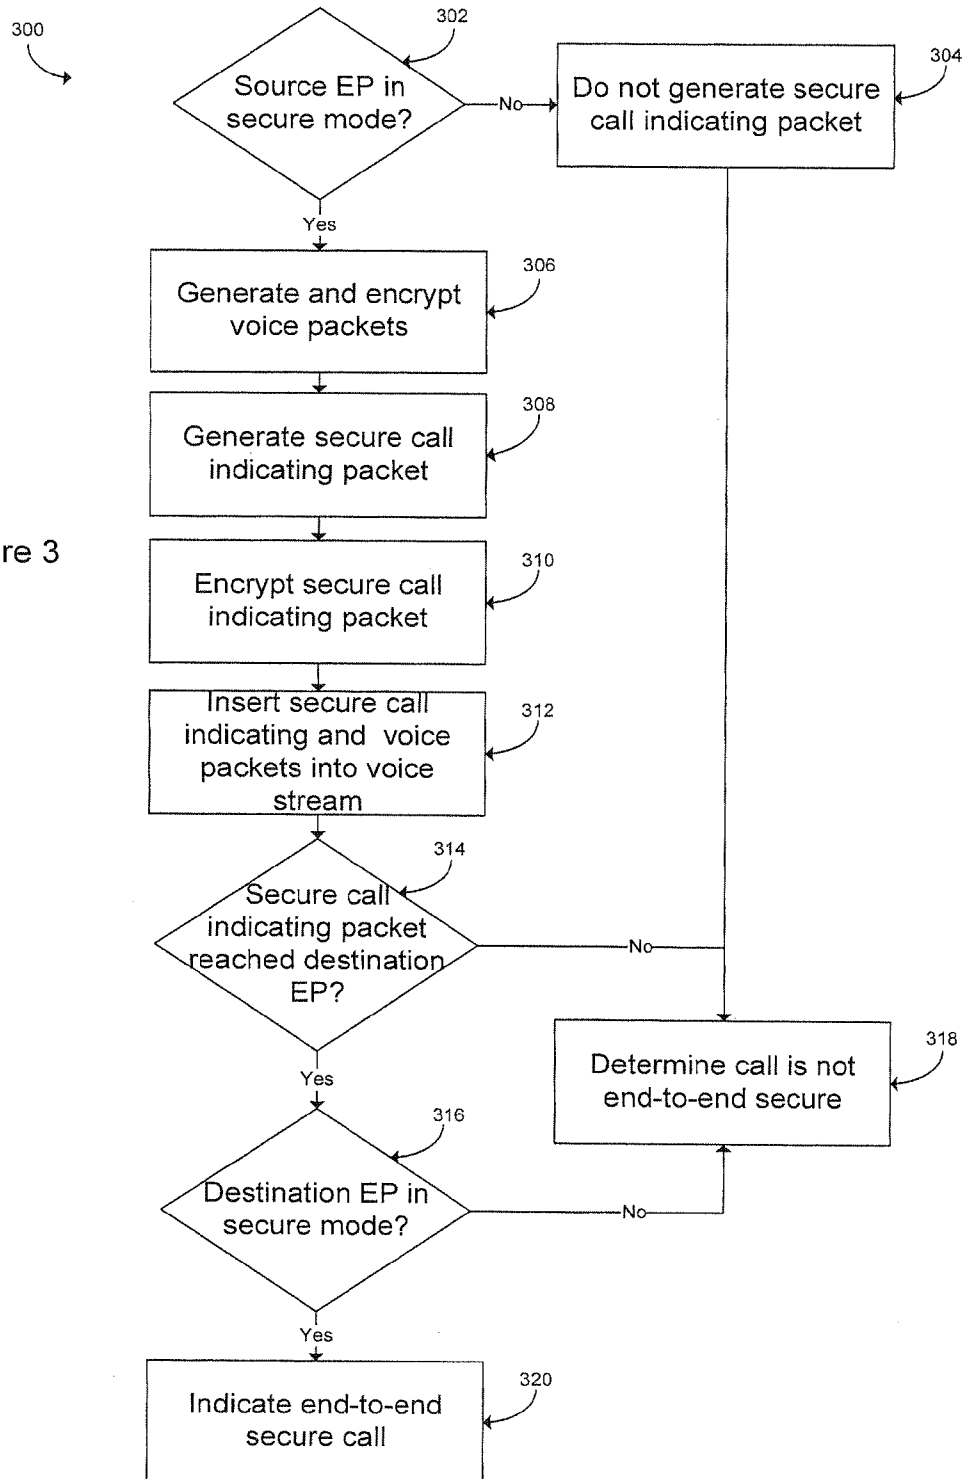 300
302
Source EP in
secure mode?
No
Do not generate secure
call indicating packet
304
Yes
Generate and encrypt
voice packets
306
Generate secure call
indicating packet
308
re 3
Encrypt secure call
indicating packet
310
Insert secure call
indicating and voice
packets into voice
stream
312
314
Secure call
indicating packet
reached destination
EP?
No
Yes
Determine call is not
end-to-end secure
318
316
Destination EP in
secure mode?
No
Yes
Indicate end-to-end
secure call
320